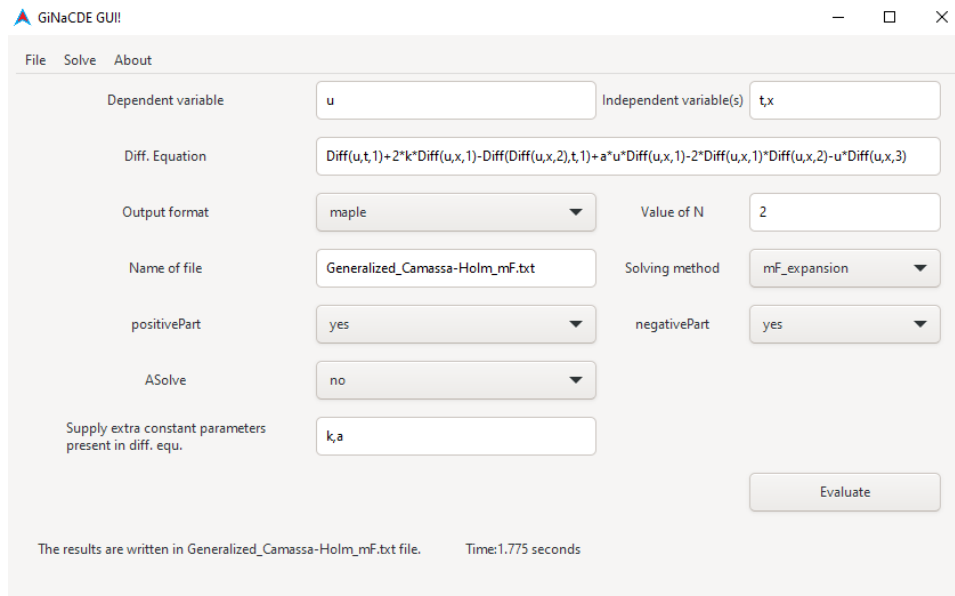 GiNaCDE GUI!
File Solve About
Dependent variable u Independent variable(s) t,x
Diff. Equation Diff(u,t,1)+2*k*Diff(u,x,1)-Diff(Diff(u,x,2),t,1)+a*u*Diff(u,x,1)-2*Diff(u,x,1)*Diff(u,x,2)-u*Diff(u,x,3)
Output format maple Value of N 2
Name of file Generalized_Camassa-Holm_mF.txt Solving method mF_expansion
positivePart yes negativePart yes
ASolve no
Supply extra constant parameters
present in diff. equ. k,a
Evaluate
The results are written in Generalized_Camassa-Holm_mF.txt file. Time:1.775 seconds